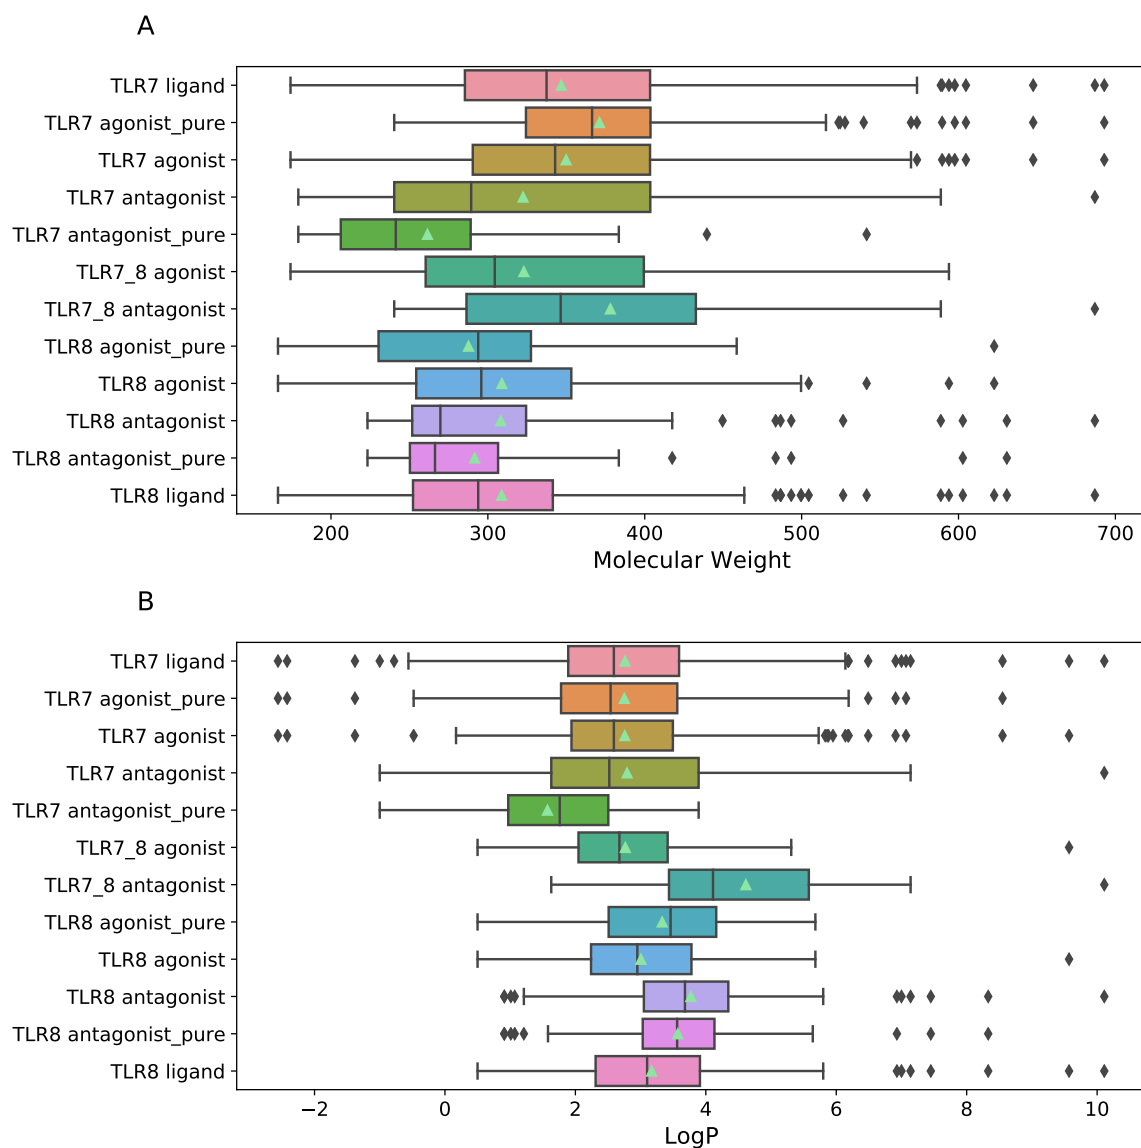 A
TLR7 ligand
TLR7 agonist_pure
TLR7 agonist
TLR7 antagonist
TLR7 antagonist_pure
TLR7_8 agonist
TLR7_8 antagonist
TLR8 agonist_pure
TLR8 agonist
TLR8 antagonist
TLR8 antagonist_pure
TLR8 ligand
200 300 400 500 600 700
Molecular Weight
B
TLR7 ligand
TLR7 agonist_pure
TLR7 agonist
TLR7 antagonist
TLR7 antagonist_pure
TLR7_8 agonist
TLR7_8 antagonist
TLR8 agonist_pure
TLR8 agonist
TLR8 antagonist
TLR8 antagonist_pure
TLR8 ligand
−2 0 2 4 6 8 10
LogP